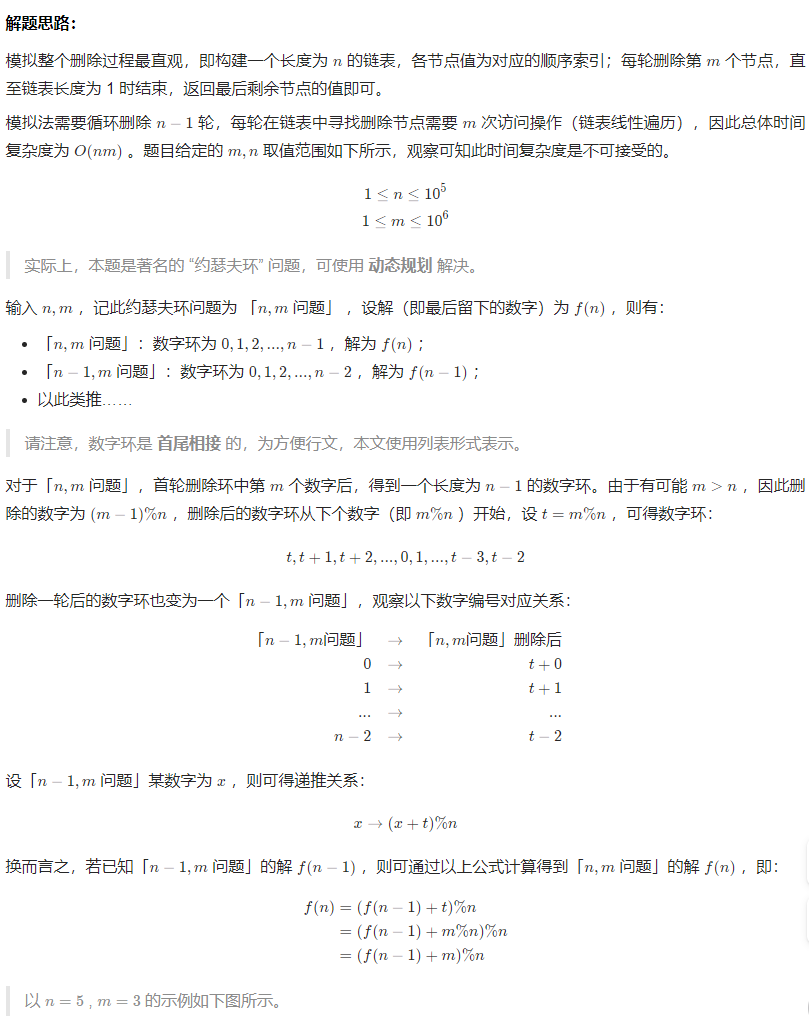 解题思路：
模拟整个删除过程最直观，即构建一个长度为 n 的链表，各节点值为对应的顺序索引；每轮删除第 m 个节点，直
至链表长度为 1 时结束，返回最后剩余节点的值即可。
模拟法需要循环删除 n − 1 轮，每轮在链表中寻找删除节点需要 m 次访问操作（链表线性遍历），因此总体时间
复杂度为 O(nm) 。题目给定的 m, n 取值范围如下所示，观察可知此时间复杂度是不可接受的。
1 ≤ n ≤ 10⁵
1 ≤ m ≤ 10⁶
实际上，本题是著名的 “约瑟夫环” 问题，可使用 动态规划 解决。
输入 n, m ，记此约瑟夫环问题为 「n, m 问题」 ，设解（即最后留下的数字）为 f(n) ，则有：
• 「n, m 问题」：数字环为 0, 1, 2, ..., n − 1 ，解为 f(n) ；
• 「n − 1, m 问题」：数字环为 0, 1, 2, ..., n − 2 ，解为 f(n − 1) ；
• 以此类推……
请注意，数字环是 首尾相接 的，为方便行文，本文使用列表形式表示。
对于「n, m 问题」，首轮删除环中第 m 个数字后，得到一个长度为 n − 1 的数字环。由于有可能 m > n ，因此删
除的数字为 (m − 1)%n ，删除后的数字环从下个数字（即 m%n ）开始，设 t = m%n ，可得数字环：
t, t + 1, t + 2, ..., 0, 1, ..., t − 3, t − 2
删除一轮后的数字环也变为一个「n − 1, m 问题」，观察以下数字编号对应关系：
「n − 1, m问题」 → 「n, m问题」删除后
0 → t + 0
1 → t + 1
... → ...
n − 2 → t − 2
设「n − 1, m 问题」某数字为 x ，则可得递推关系：
x → (x + t)%n
换而言之，若已知「n − 1, m 问题」的解 f(n − 1) ，则可通过以上公式计算得到「n, m 问题」的解 f(n) ，即：
f(n) = (f(n − 1) + t)%n
= (f(n − 1) + m%n)%n
= (f(n − 1) + m)%n
以 n = 5 , m = 3 的示例如下图所示。